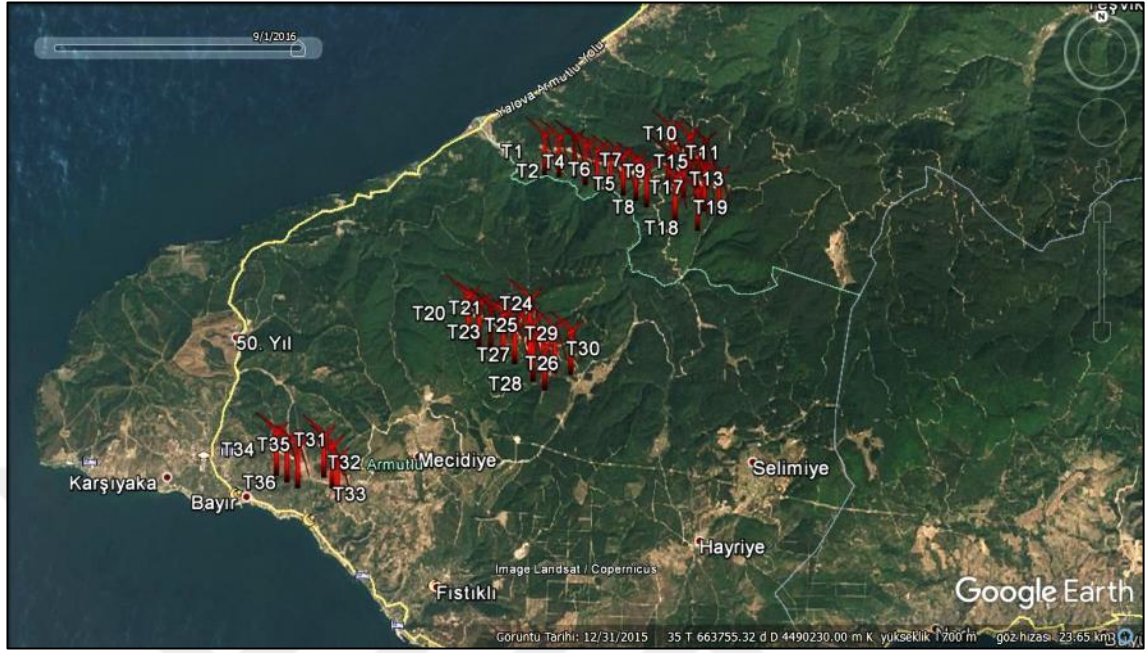 Teşvik
9/1/2016
Yalova Armutlu Yolu
T10
T1
T4
T7
T15
T11
T2
T6
T5
T9
T17
T13
T8
T19
T18
T20
T21
T24
T23
T25
T29
T27
T26
T30
T28
50. Yıl
T34
T35
T31
T32
Armutlu
Mecidiye
Selimiye
Karşıyaka
T36
T33
Bayır
Hayriye
Image Landsat / Copernicus
Fıstıklı
Google Earth
Görüntü Tarihi: 12/31/2015 35 T 663755.32 d D 4490230.00 m K yükseklik 700 m göz hizası 23.65 km